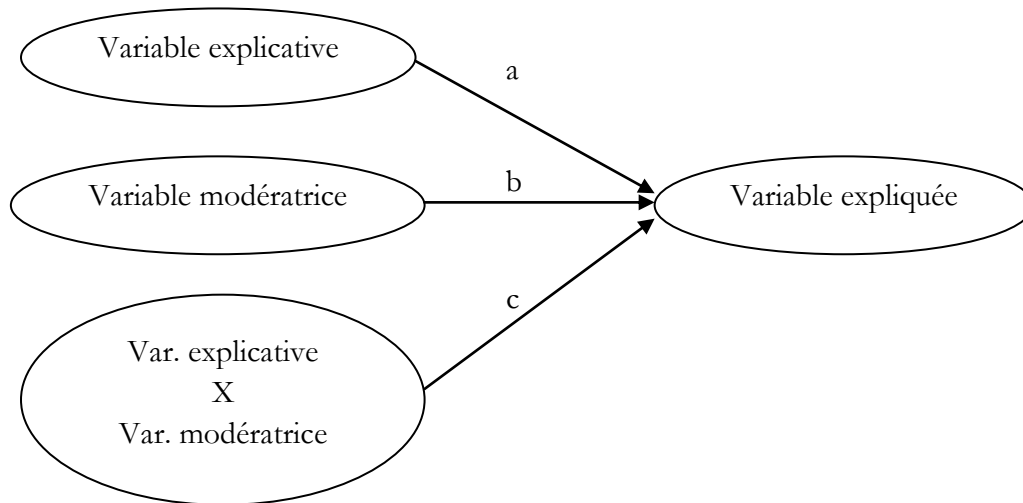 Variable explicative
a
Variable modératrice
b
Variable expliquée
c
Var. explicative
X
Var. modératrice